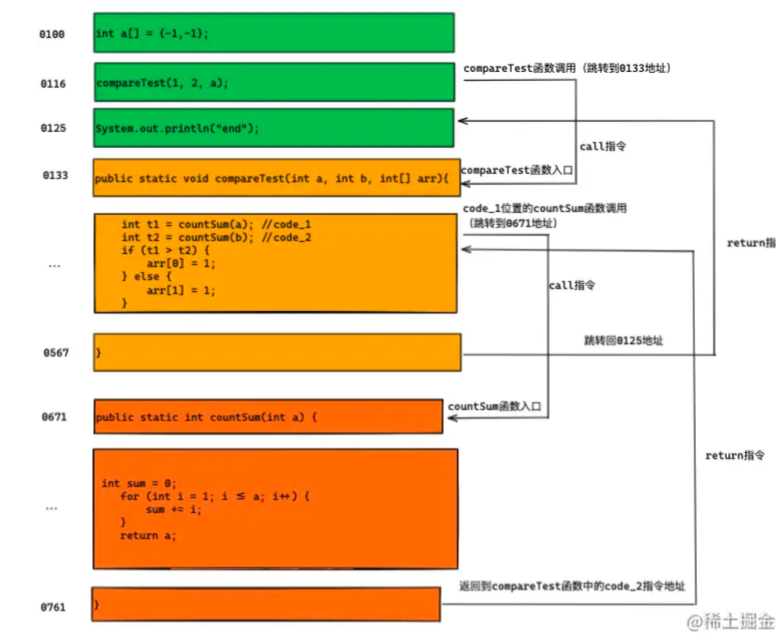 0100
int a[] = {-1,-1};
0116
compareTest(1, 2, a);
compareTest函数调用（跳转到0133地址）
0125
System.out.println("end");
call指令
0133
public static void compareTest(int a, int b, int[] arr){
compareTest函数入口
code_1位置的countSum函数调用
（跳转到0671地址）
...
int t1 = countSum(a); //code_1
int t2 = countSum(b); //code_2
if (t1 > t2) {
arr[0] = 1;
} else {
arr[1] = 1;
}
return指
call指令
0567
}
跳转回0125地址
0671
public static int countSum(int a) {
countSum函数入口
return指令
...
int sum = 0;
for (int i = 1; i ≤ a; i++) {
sum += i;
}
return a;
0761
}
返回到compareTest函数中的code_2指令地址
@稀土掘金